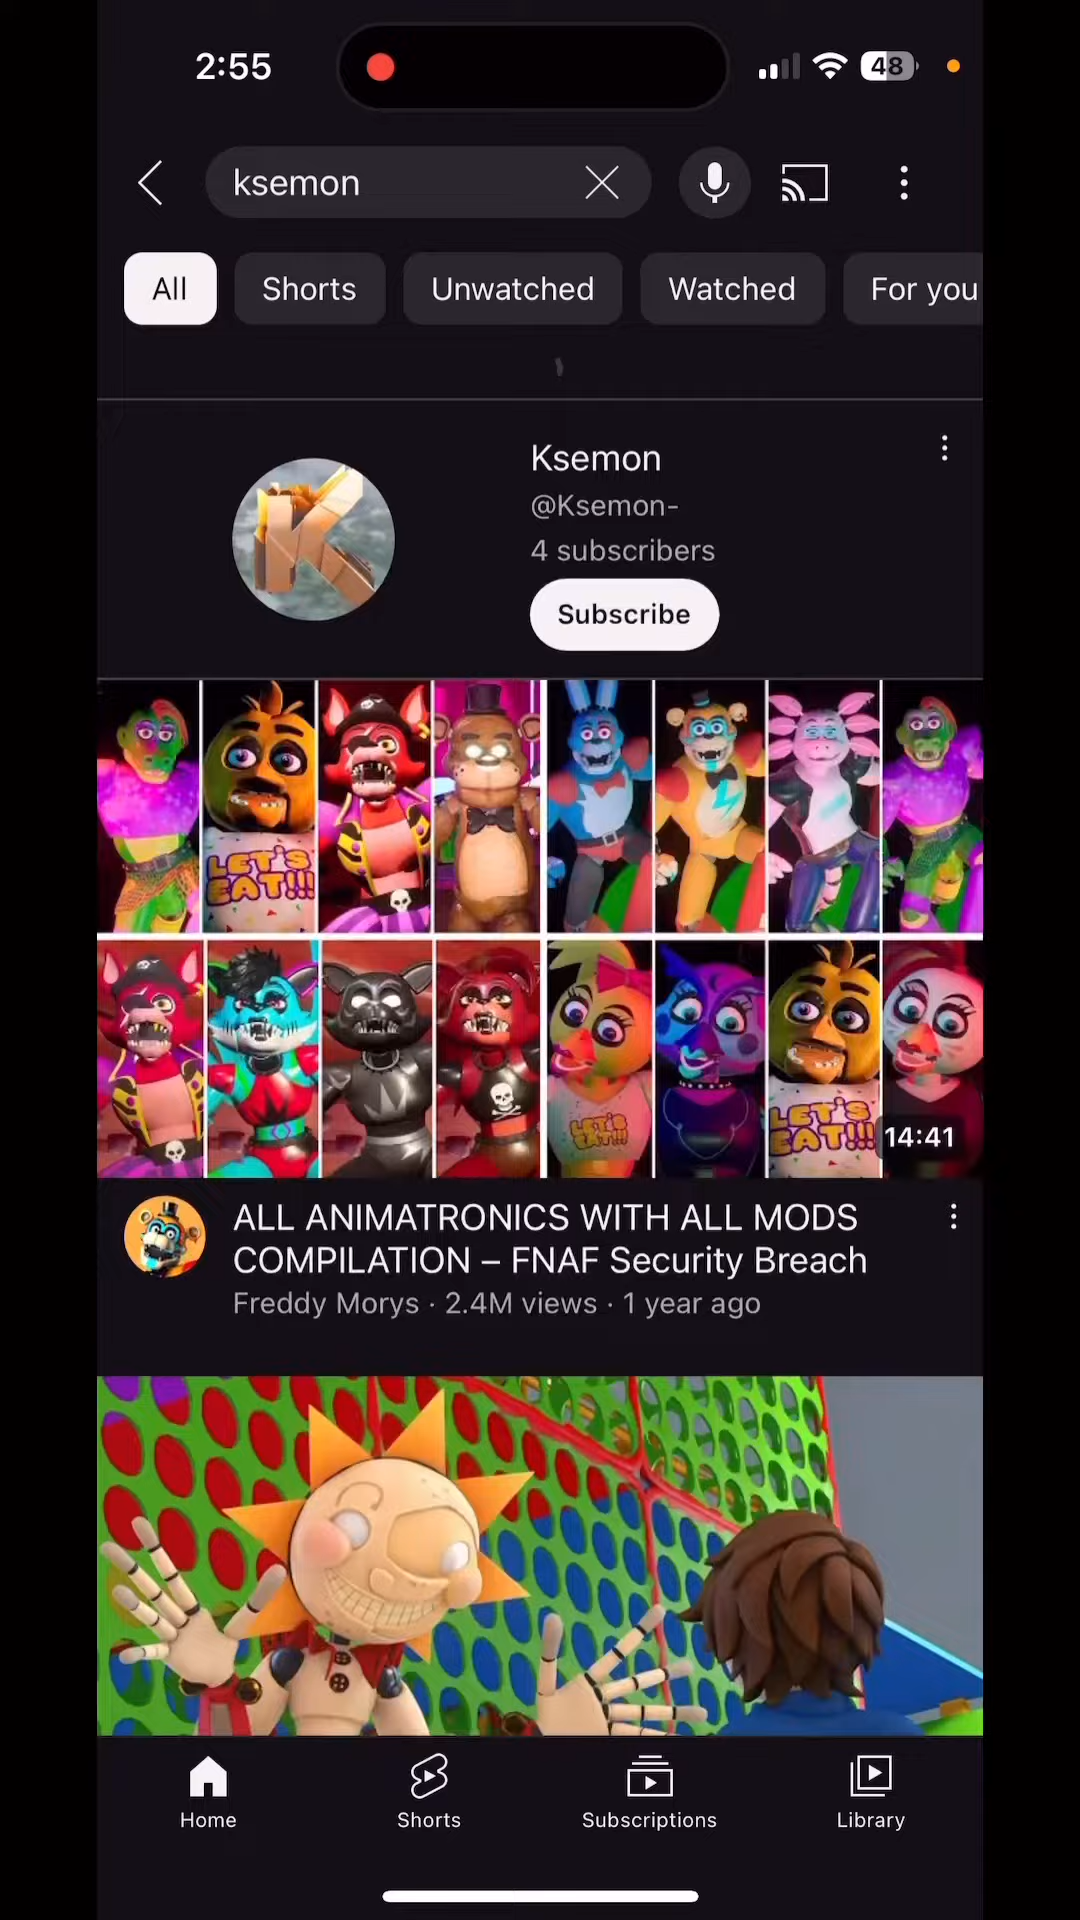 2:55
48
ksemon
All
Shorts
Unwatched
Watched
For you
Ksemon
@Ksemon-
4 subscribers
Subscribe
LET'S
EAT!!!
LET'S
EAT!!!
LET'S
EAT!!!
14:41
ALL ANIMATRONICS WITH ALL MODS
COMPILATION – FNAF Security Breach
Freddy Morys · 2.4M views · 1 year ago
Home
Shorts
Subscriptions
Library